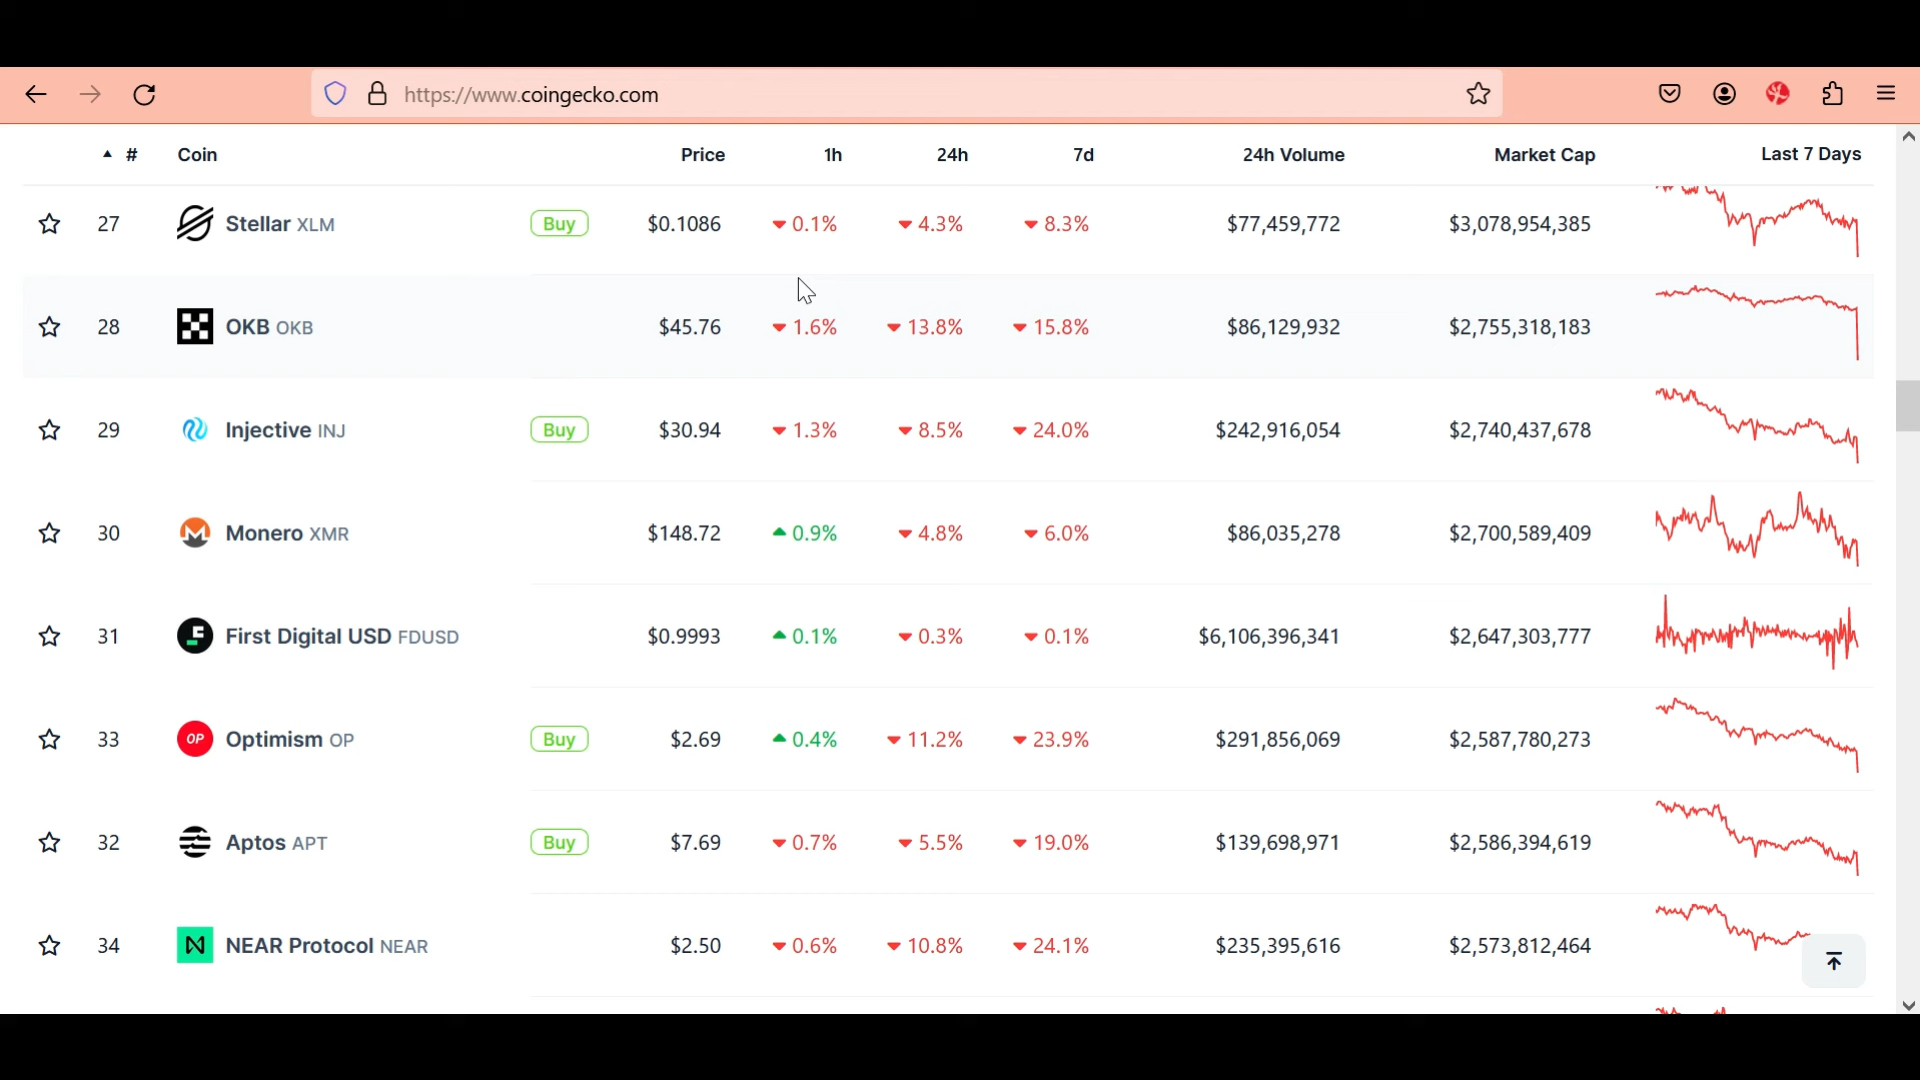 https://www.coingecko.com
# Coin Price 1h 24h 7d 24h Volume Market Cap Last 7 Days
27 Stellar XLM Buy $0.1086 0.1% 4.3% 8.3% $77,459,772 $3,078,954,385
28 OKB OKB $45.76 1.6% 13.8% 15.8% $86,129,932 $2,755,318,183
29 Injective INJ Buy $30.94 1.3% 8.5% 24.0% $242,916,054 $2,740,437,678
30 Monero XMR $148.72 0.9% 4.8% 6.0% $86,035,278 $2,700,589,409
31 First Digital USD FDUSD $0.9993 0.1% 0.3% 0.1% $6,106,396,341 $2,647,303,777
33 OP Optimism OP Buy $2.69 0.4% 11.2% 23.9% $291,856,069 $2,587,780,273
32 Aptos APT Buy $7.69 0.7% 5.5% 19.0% $139,698,971 $2,586,394,619
34 NEAR Protocol NEAR $2.50 0.6% 10.8% 24.1% $235,395,616 $2,573,812,464